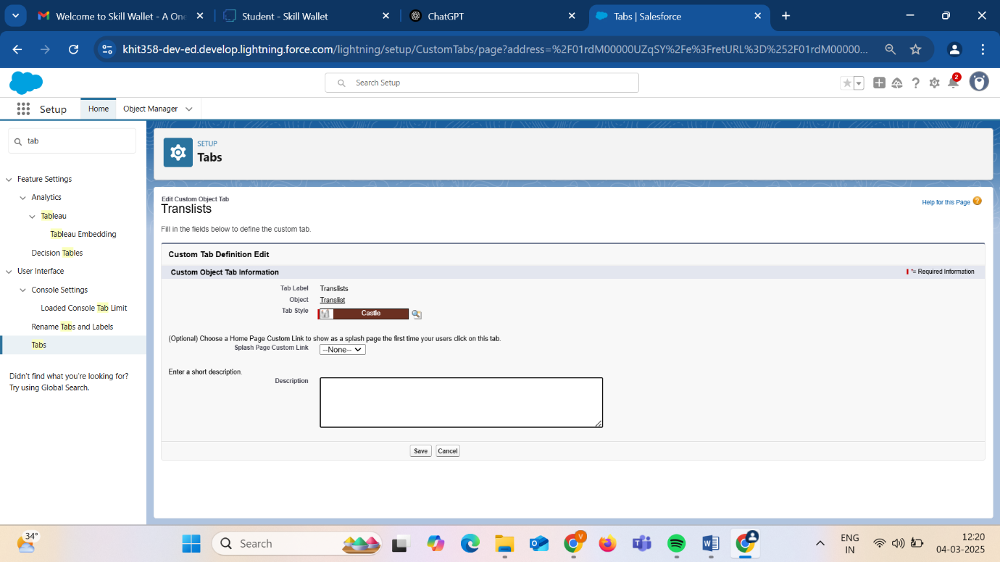 Welcome to Skill Wallet - A One
Student - Skill Wallet
ChatGPT
Tabs | Salesforce
khit358-dev-ed.develop.lightning.force.com/lightning/setup/CustomTabs/page?address=%2F01rdM00000UZqSY%2Fe%3FretURL%3D%252F01rdM00000...
Search Setup
2
Setup
Home
Object Manager
tab
SETUP
Tabs
Feature Settings
Analytics
Tableau
Tableau Embedding
Decision Tables
User Interface
Console Settings
Loaded Console Tab Limit
Rename Tabs and Labels
Tabs
Didn't find what you're looking for?
Try using Global Search.
Edit Custom Object Tab
Translists
Help for this Page
Fill in the fields below to define the custom tab.
Custom Tab Definition Edit
Custom Object Tab Information
*= Required Information
Tab Label Translists
Object Translist
Tab Style Castle
(Optional) Choose a Home Page Custom Link to show as a splash page the first time your users click on this tab.
Splash Page Custom Link --None--
Enter a short description.
Description
Save Cancel
34°
Search
V
ENG
IN
12:20
04-03-2025